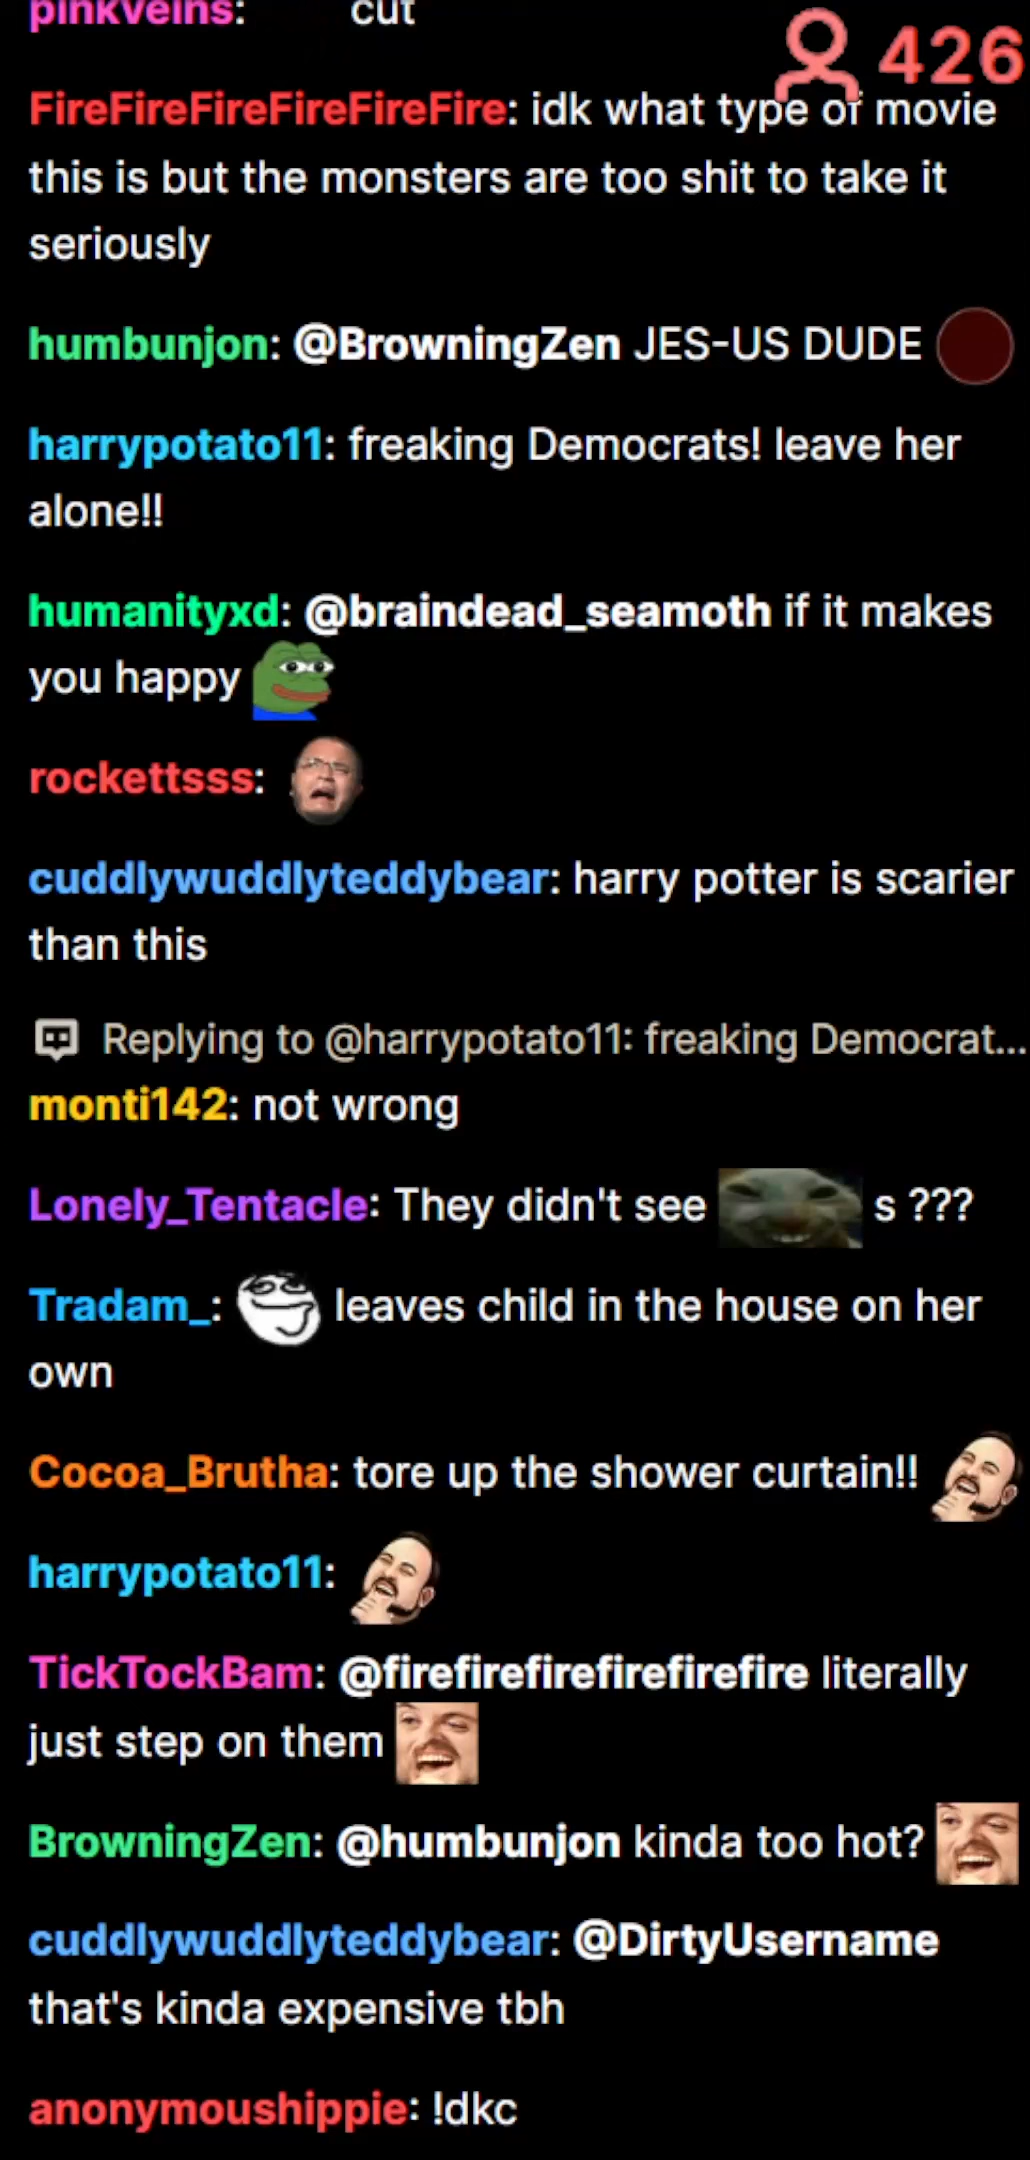 pinkveins: cut
426
FireFireFireFireFireFire: idk what type of movie
this is but the monsters are too shit to take it
seriously
humbunjon: @BrowningZen JES-US DUDE
harrypotato11: freaking Democrats! leave her
alone!!
humanityxd: @braindead_seamoth if it makes
you happy
rockettsss:
cuddlywuddlyteddybear: harry potter is scarier
than this
Replying to @harrypotato11: freaking Democrat...
monti142: not wrong
Lonely_Tentacle: They didn't see s ???
Tradam_: leaves child in the house on her
own
Cocoa_Brutha: tore up the shower curtain!!
harrypotato11:
TickTockBam: @firefirefirefirefirefire literally
just step on them
BrowningZen: @humbunjon kinda too hot?
cuddlywuddlyteddybear: @DirtyUsername
that's kinda expensive tbh
anonymoushippie: !dkc